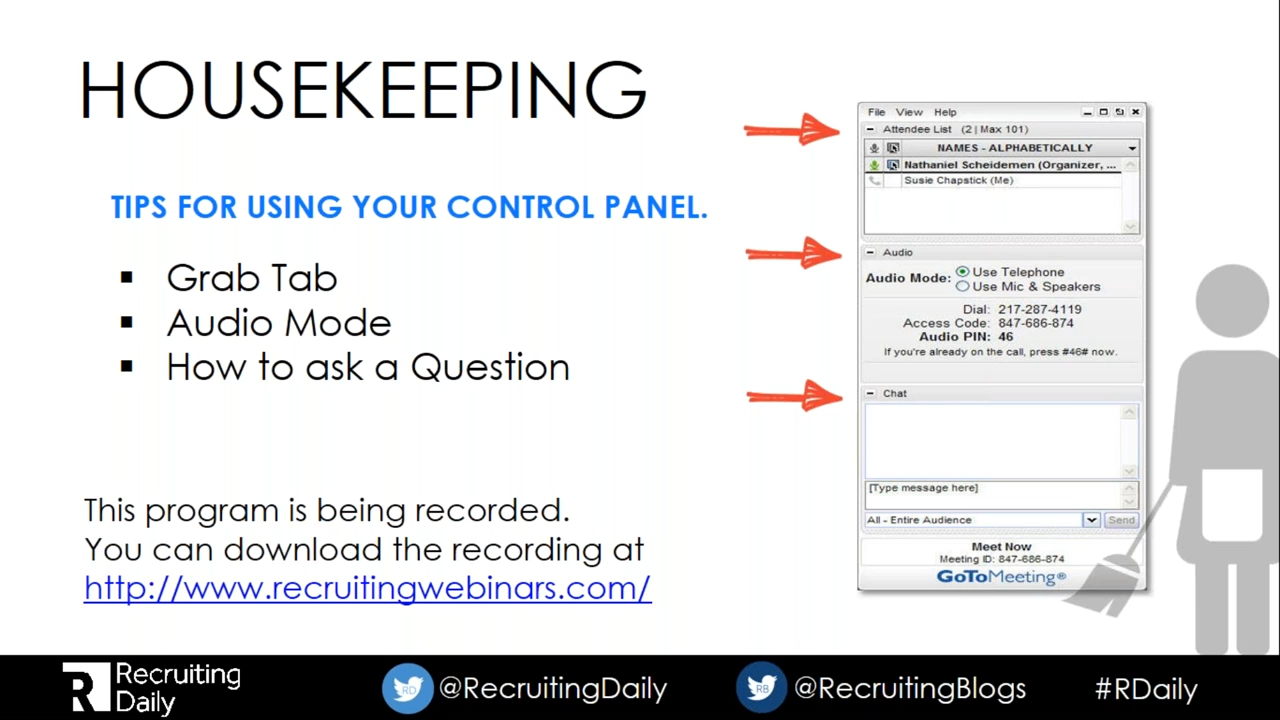 HOUSEKEEPING
TIPS FOR USING YOUR CONTROL PANEL.
▪ Grab Tab
▪ Audio Mode
▪ How to ask a Question
This program is being recorded.
You can download the recording at
http://www.recruitingwebinars.com/
File View Help
Attendee List (2 | Max 101)
NAMES - ALPHABETICALLY
Nathaniel Scheidemen (Organizer, ...
Susie Chapstick (Me)
Audio
Audio Mode: Use Telephone
Use Mic & Speakers
Dial: 217-287-4119
Access Code: 847-686-874
Audio PIN: 46
If you're already on the call, press #46# now.
Chat
[Type message here]
All - Entire Audience Send
Meet Now
Meeting ID: 847-686-874
GoToMeeting®
R Recruiting
Daily
RD @RecruitingDaily
RB @RecruitingBlogs
#RDaily